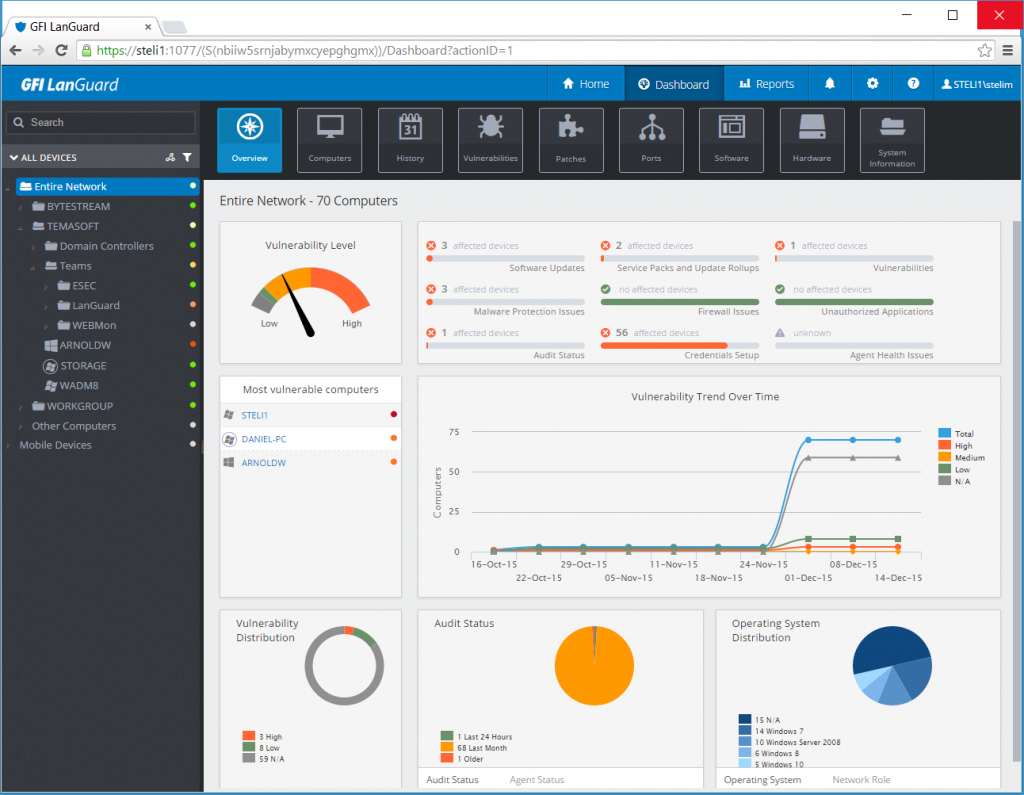 GFI LanGuard
https://steli1:1077/(S(nbiiw5srnjabymxcyepghgmx))/Dashboard?actionID=1
GFI LanGuard
Home
Dashboard
Reports
STELI1\stelim
Search
ALL DEVICES
Entire Network
BYTESTREAM
TEMASOFT
Domain Controllers
Teams
ESEC
LanGuard
WEBMon
ARNOLDW
STORAGE
WADM8
WORKGROUP
Other Computers
Mobile Devices
Overview
Computers
31
History
Vulnerabilities
Patches
Ports
Software
Hardware
System
Information
Entire Network - 70 Computers
Vulnerability Level
Low
High
3 affected devices
Software Updates
2 affected devices
Service Packs and Update Rollups
1 affected devices
Vulnerabilities
3 affected devices
Malware Protection Issues
no affected devices
Firewall Issues
no affected devices
Unauthorized Applications
1 affected devices
Audit Status
56 affected devices
Credentials Setup
unknown
Agent Health Issues
Most vulnerable computers
STELI1
DANIEL-PC
ARNOLDW
Vulnerability Trend Over Time
Computers
75
50
25
0
16-Oct-15
22-Oct-15
29-Oct-15
05-Nov-15
11-Nov-15
18-Nov-15
24-Nov-15
01-Dec-15
08-Dec-15
14-Dec-15
Total
High
Medium
Low
N/A
Vulnerability
Distribution
3 High
8 Low
59 N/A
Audit Status
1 Last 24 Hours
68 Last Month
1 Older
Audit Status
Agent Status
Operating System
Distribution
15 N/A
14 Windows 7
10 Windows Server 2008
6 Windows 8
5 Windows 10
Operating System
Network Role